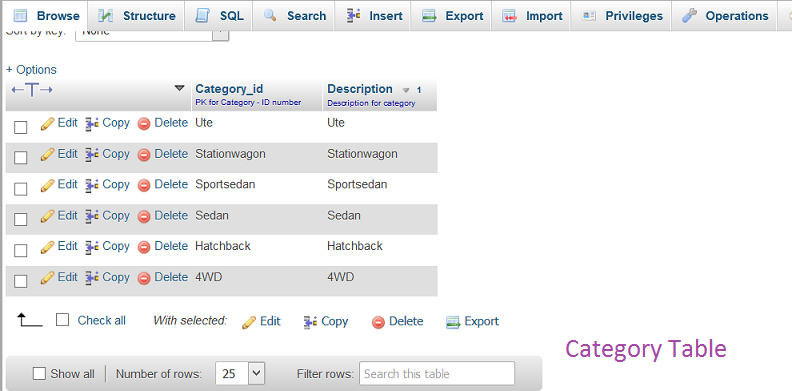 Browse Structure SQL Search Insert Export Import Privileges Operations
Sort by key: None
+ Options
←T→ Category_id Description 1
PK for Category - ID number Description for category
Edit Copy Delete Ute Ute
Edit Copy Delete Stationwagon Stationwagon
Edit Copy Delete Sportsedan Sportsedan
Edit Copy Delete Sedan Sedan
Edit Copy Delete Hatchback Hatchback
Edit Copy Delete 4WD 4WD
Check all With selected: Edit Copy Delete Export
Category Table
Show all Number of rows: 25 Filter rows: Search this table